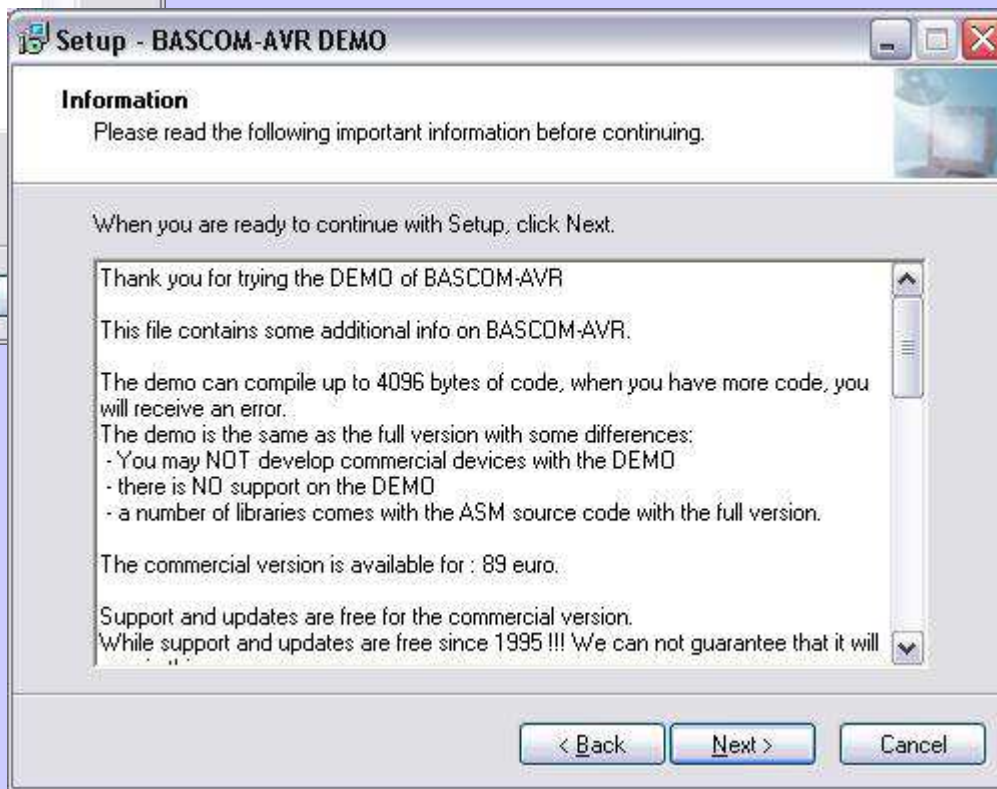 Setup - BASCOM-AVR DEMO
Information
Please read the following important information before continuing.
When you are ready to continue with Setup, click Next.
Thank you for trying the DEMO of BASCOM-AVR
This file contains some additional info on BASCOM-AVR.
The demo can compile up to 4096 bytes of code, when you have more code, you
will receive an error.
The demo is the same as the full version with some differences:
- You may NOT develop commercial devices with the DEMO
- there is NO support on the DEMO
- a number of libraries comes with the ASM source code with the full version.
The commercial version is available for : 89 euro.
Support and updates are free for the commercial version.
While support and updates are free since 1995 !!! We can not guarantee that it will
< Back
Next >
Cancel